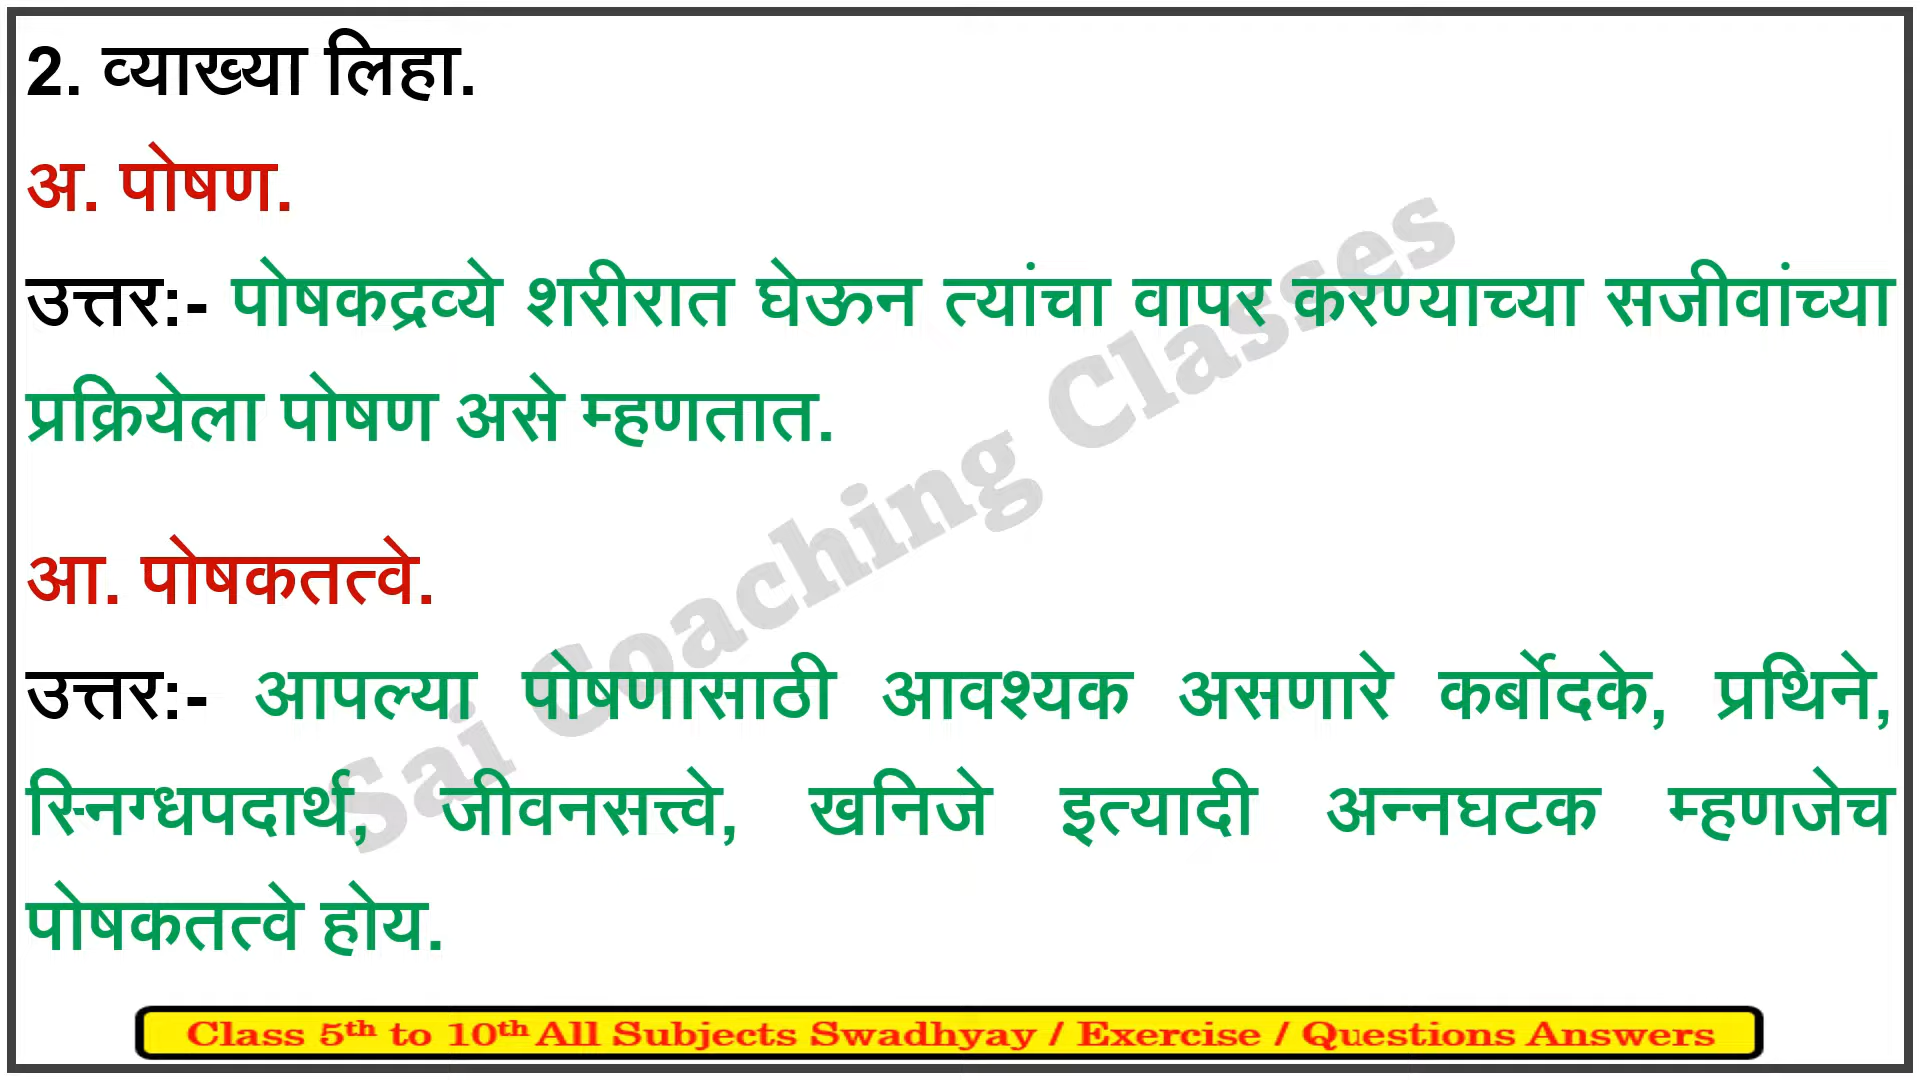 2. व्याख्या लिहा.
अ. पोषण.
उत्तर:- पोषकद्रव्ये शरीरात घेऊन त्यांचा वापर करण्याच्या सजीवांच्या
प्रक्रियेला पोषण असे म्हणतात.
आ. पोषकतत्वे.
उत्तर:- आपल्या पोषणासाठी आवश्यक असणारे कर्बोदके, प्रथिने,
स्निग्धपदार्थ, जीवनसत्त्वे, खनिजे इत्यादी अन्नघटक म्हणजेच
पोषकतत्वे होय.
Sai Coaching Classes
Class 5th to 10th All Subjects Swadhyay / Exercise / Questions Answers